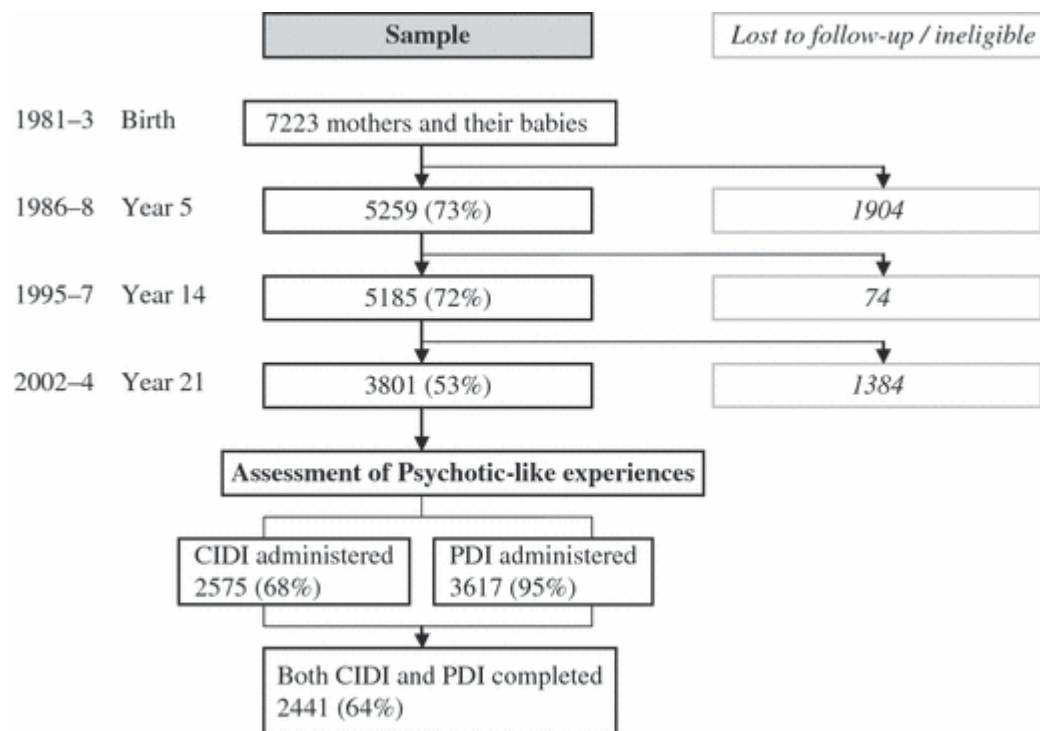 Sample
Lost to follow-up / ineligible
1981–3 Birth
7223 mothers and their babies
1986–8 Year 5
5259 (73%)
1904
1995–7 Year 14
5185 (72%)
74
2002–4 Year 21
3801 (53%)
1384
Assessment of Psychotic-like experiences
CIDI administered
2575 (68%)
PDI administered
3617 (95%)
Both CIDI and PDI completed
2441 (64%)